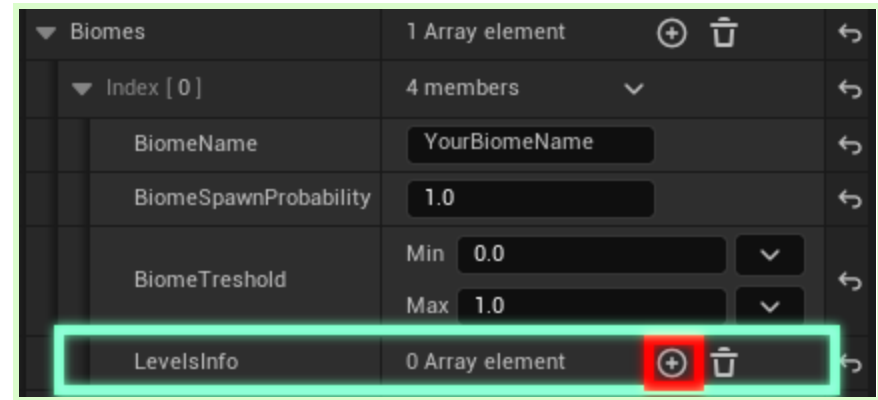 Biomes 1 Array element
Index [ 0 ] 4 members
BiomeName YourBiomeName
BiomeSpawnProbability 1.0
BiomeTreshold Min 0.0
Max 1.0
LevelsInfo 0 Array element